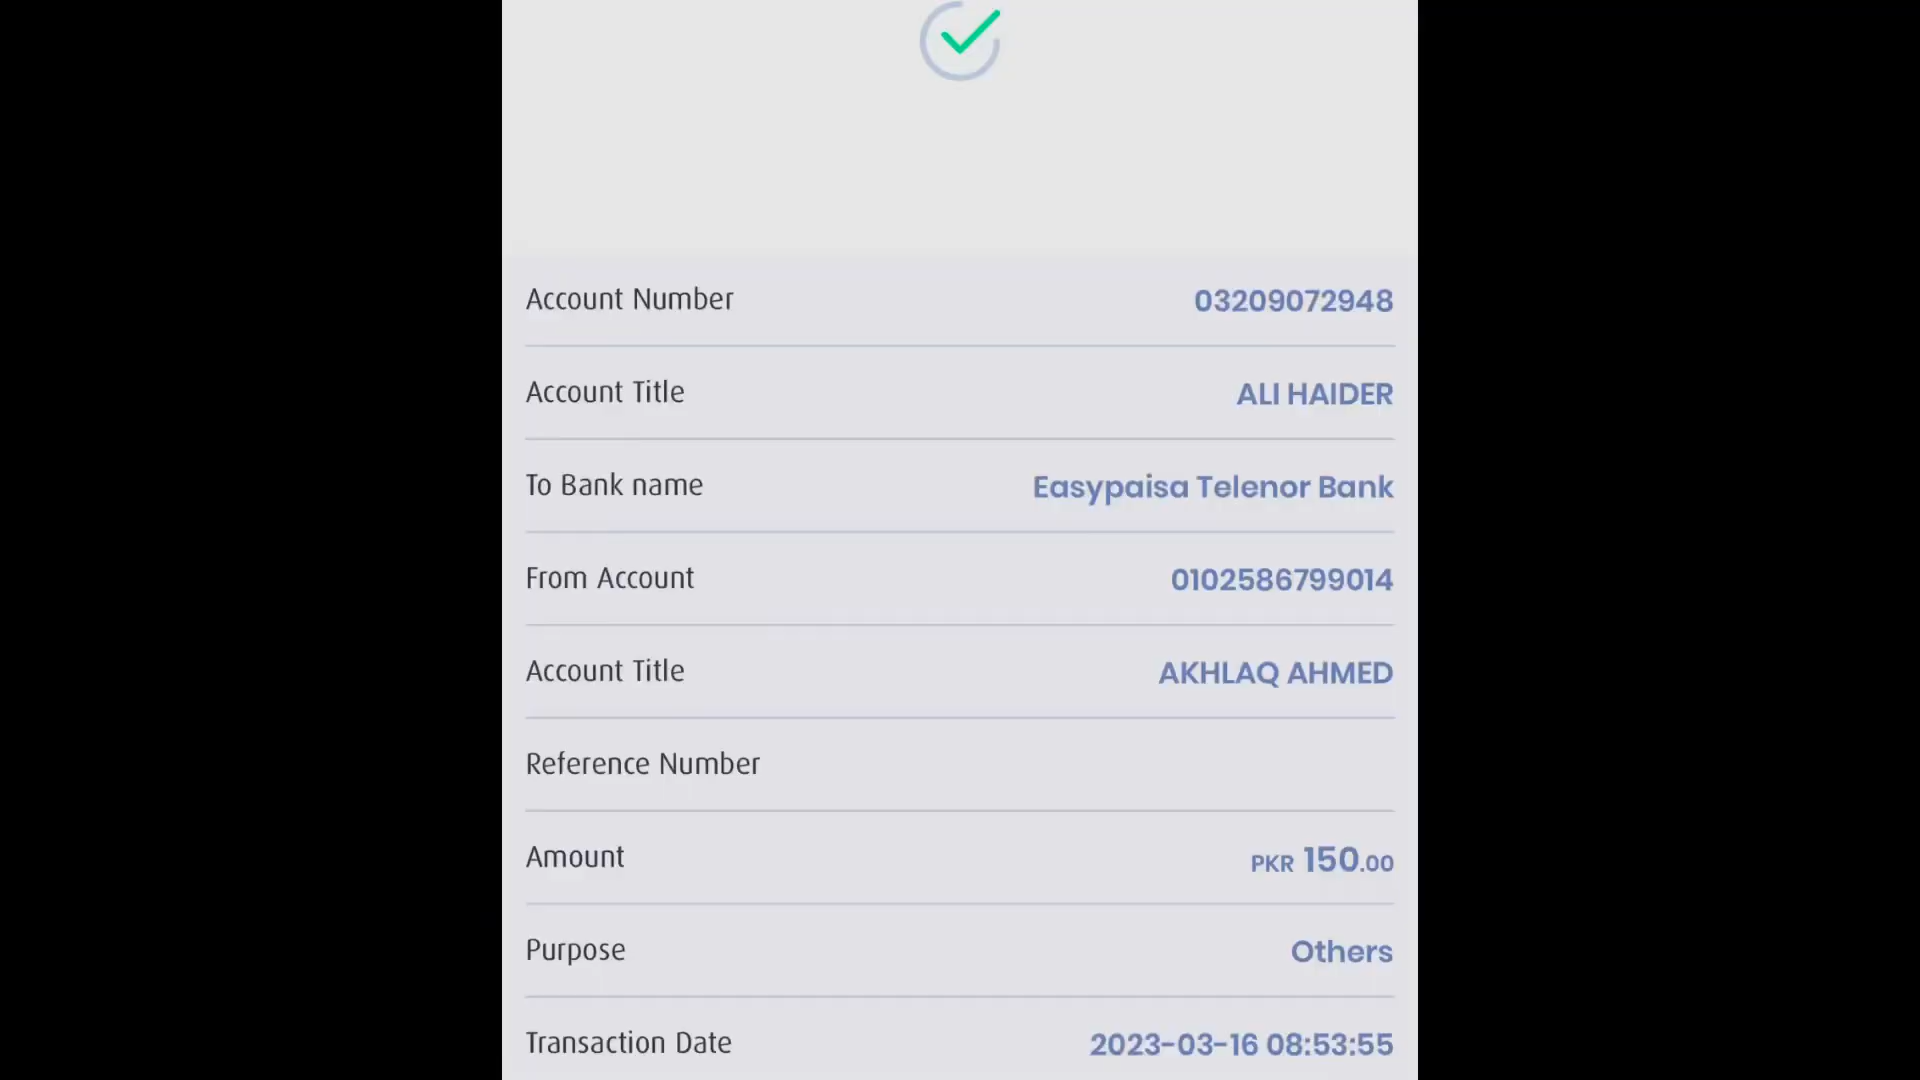 Account Number 03209072948
Account Title ALI HAIDER
To Bank name Easypaisa Telenor Bank
From Account 0102586799014
Account Title AKHLAQ AHMED
Reference Number
Amount PKR 150.00
Purpose Others
Transaction Date 2023-03-16 08:53:55